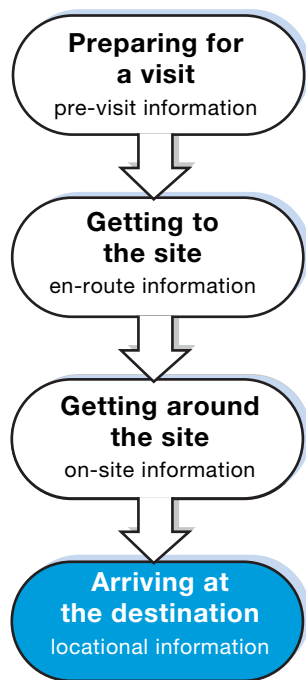 Preparing for
a visit
pre-visit information
Getting to
the site
en-route information
Getting around
the site
on-site information
Arriving at
the destination
locational information